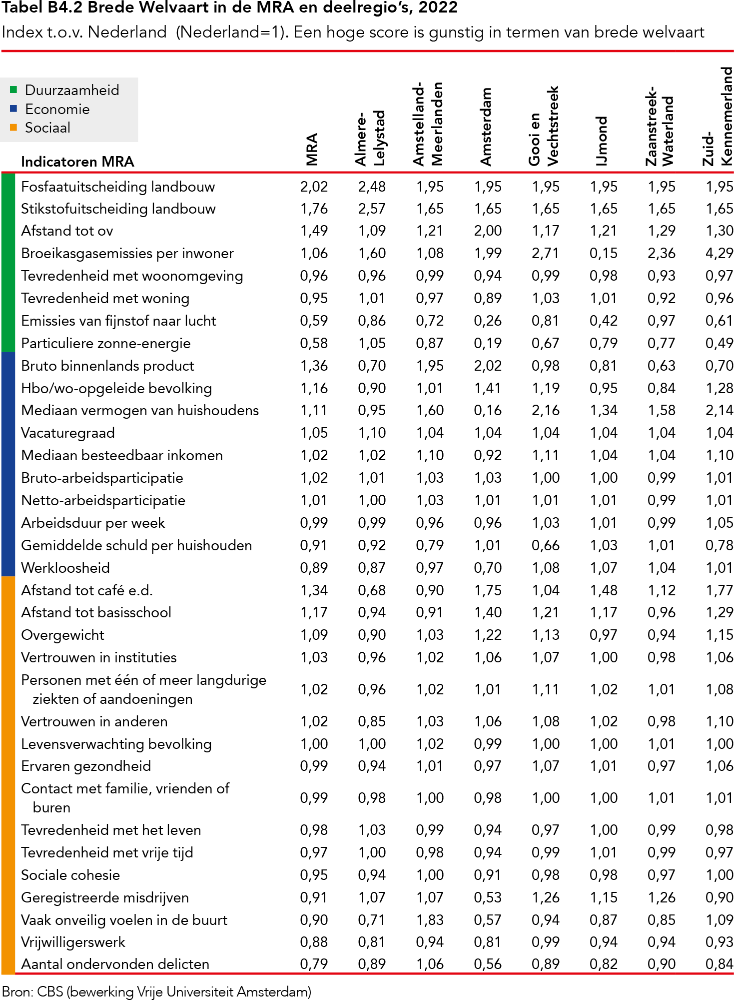 Tabel B4.2 Brede Welvaart in de MRA en deelregio’s, 2022
Index t.o.v. Nederland (Nederland=1). Een hoge score is gunstig in termen van brede welvaart
Duurzaamheid
Economie
Sociaal
Indicatoren MRA
MRA
Almere-
Lelystad
Amstelland-
Meerlanden
Amsterdam
Gooi en
Vechtstreek
IJmond
Zaanstreek-
Waterland
Zuid-
Kennemerland
Fosfaatuitscheiding landbouw 2,02 2,48 1,95 1,95 1,95 1,95 1,95 1,95
Stikstofuitscheiding landbouw 1,76 2,57 1,65 1,65 1,65 1,65 1,65 1,65
Afstand tot ov 1,49 1,09 1,21 2,00 1,17 1,21 1,29 1,30
Broeikasgasemissies per inwoner 1,06 1,60 1,08 1,99 2,71 0,15 2,36 4,29
Tevredenheid met woonomgeving 0,96 0,96 0,99 0,94 0,99 0,98 0,93 0,97
Tevredenheid met woning 0,95 1,01 0,97 0,89 1,03 1,01 0,92 0,96
Emissies van fijnstof naar lucht 0,59 0,86 0,72 0,26 0,81 0,42 0,97 0,61
Particuliere zonne-energie 0,58 1,05 0,87 0,19 0,67 0,79 0,77 0,49
Bruto binnenlands product 1,36 0,70 1,95 2,02 0,98 0,81 0,63 0,70
Hbo/wo-opgeleide bevolking 1,16 0,90 1,01 1,41 1,19 0,95 0,84 1,28
Mediaan vermogen van huishoudens 1,11 0,95 1,60 0,16 2,16 1,34 1,58 2,14
Vacaturegraad 1,05 1,10 1,04 1,04 1,04 1,04 1,04 1,04
Mediaan besteedbaar inkomen 1,02 1,02 1,10 0,92 1,11 1,04 1,04 1,10
Bruto-arbeidsparticipatie 1,02 1,01 1,03 1,03 1,00 1,00 0,99 1,01
Netto-arbeidsparticipatie 1,01 1,00 1,03 1,01 1,01 1,01 0,99 1,01
Arbeidsduur per week 0,99 0,99 0,96 0,96 1,03 1,01 0,99 1,05
Gemiddelde schuld per huishouden 0,91 0,92 0,79 1,01 0,66 1,03 1,01 0,78
Werkloosheid 0,89 0,87 0,97 0,70 1,08 1,07 1,04 1,01
Afstand tot café e.d. 1,34 0,68 0,90 1,75 1,04 1,48 1,12 1,77
Afstand tot basisschool 1,17 0,94 0,91 1,40 1,21 1,17 0,96 1,29
Overgewicht 1,09 0,90 1,03 1,22 1,13 0,97 0,94 1,15
Vertrouwen in instituties 1,03 0,96 1,02 1,06 1,07 1,00 0,98 1,06
Personen met één of meer langdurige
ziekten of aandoeningen 1,02 0,96 1,02 1,01 1,11 1,02 1,01 1,08
Vertrouwen in anderen 1,02 0,85 1,03 1,06 1,08 1,02 0,98 1,10
Levensverwachting bevolking 1,00 1,00 1,02 0,99 1,00 1,00 1,01 1,00
Ervaren gezondheid 0,99 0,94 1,01 0,97 1,07 1,01 0,97 1,06
Contact met familie, vrienden of
buren 0,99 0,98 1,00 0,98 1,00 1,00 1,01 1,01
Tevredenheid met het leven 0,98 1,03 0,99 0,94 0,97 1,00 0,99 0,98
Tevredenheid met vrije tijd 0,97 1,00 0,98 0,94 0,99 1,01 0,99 0,97
Sociale cohesie 0,95 0,94 1,00 0,91 0,98 0,98 0,97 1,00
Geregistreerde misdrijven 0,91 1,07 1,07 0,53 1,26 1,15 1,26 0,90
Vaak onveilig voelen in de buurt 0,90 0,71 1,83 0,57 0,94 0,87 0,85 1,09
Vrijwilligerswerk 0,88 0,81 0,94 0,81 0,99 0,94 0,94 0,93
Aantal ondervonden delicten 0,79 0,89 1,06 0,56 0,89 0,82 0,90 0,84
Bron: CBS (bewerking Vrije Universiteit Amsterdam)